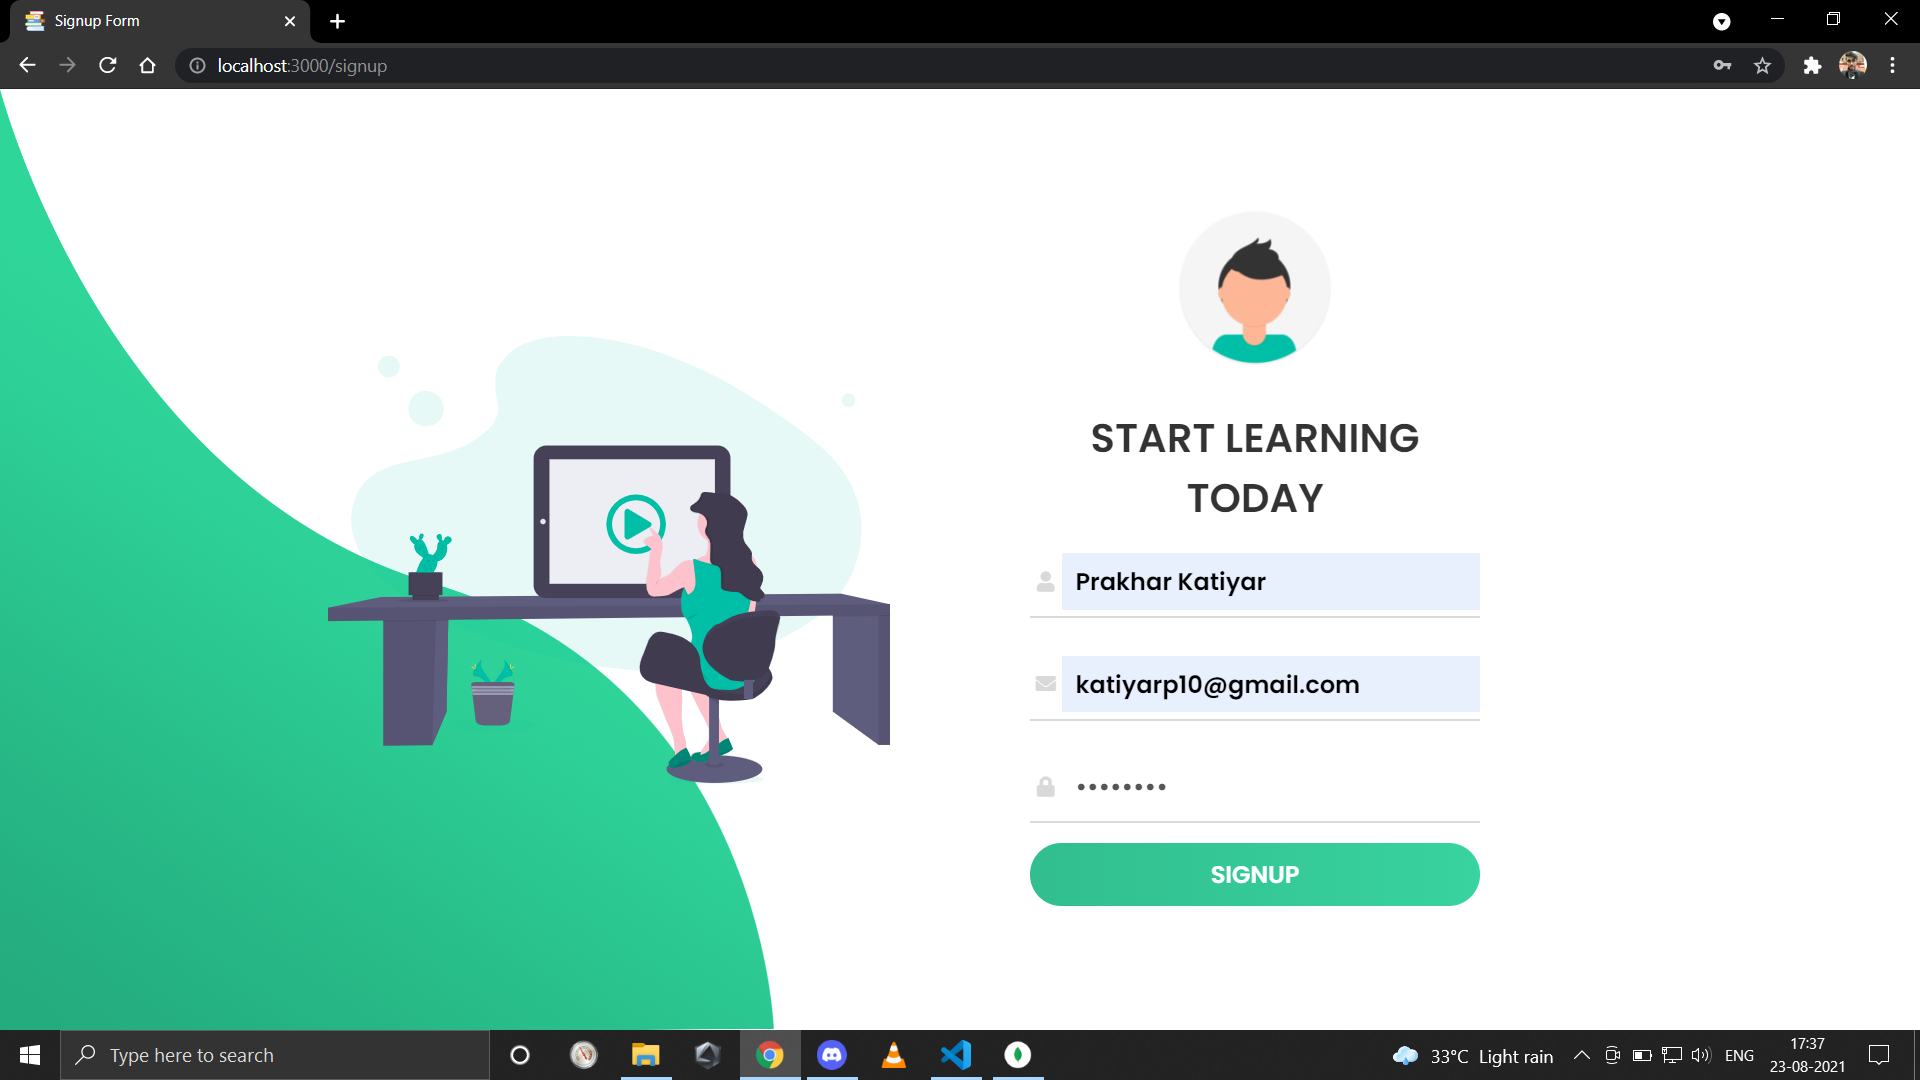 Signup Form
localhost:3000/signup
START LEARNING
TODAY
Prakhar Katiyar
katiyarp10@gmail.com
••••••••
SIGNUP
Type here to search
33°C Light rain
ENG
17:37
23-08-2021